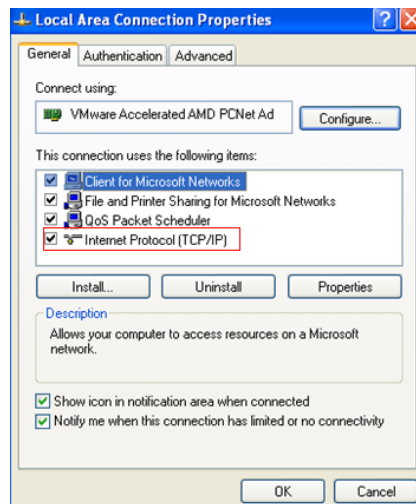 Local Area Connection Properties
General Authentication Advanced
Connect using:
VMware Accelerated AMD PCNet Ad Configure...
This connection uses the following items:
Client for Microsoft Networks
File and Printer Sharing for Microsoft Networks
QoS Packet Scheduler
Internet Protocol (TCP/IP)
Install... Uninstall Properties
Description
Allows your computer to access resources on a Microsoft
network.
Show icon in notification area when connected
Notify me when this connection has limited or no connectivity
OK Cancel